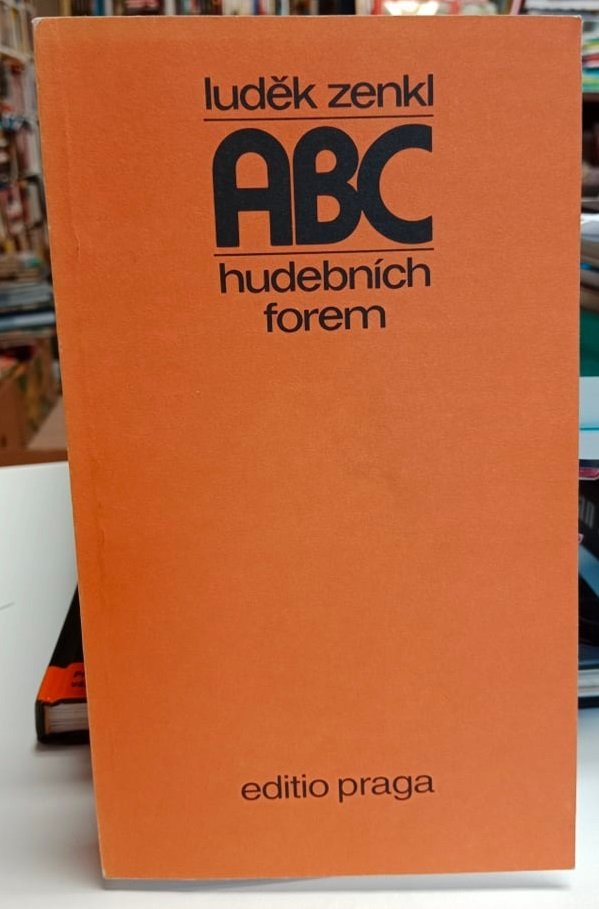 luděk zenkl
ABC
hudebních
forem
editio praga